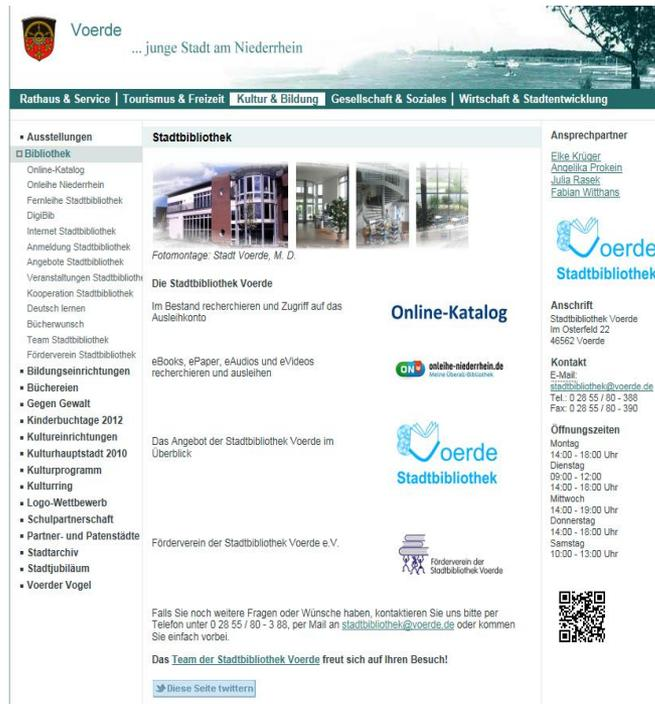 Voerde
... junge Stadt am Niederrhein
Rathaus & Service | Tourismus & Freizeit | Kultur & Bildung | Gesellschaft & Soziales | Wirtschaft & Stadtentwicklung
Ausstellungen
Bibliothek
Online-Katalog
Onleihe Niederrhein
Fernleihe Stadtbibliothek
DigiBib
Internet Stadtbibliothek
Anmeldung Stadtbibliothek
Angebote Stadtbibliothek
Veranstaltungen Stadtbiblioth
Kooperation Stadtbibliothek
Deutsch lernen
Bücherwunsch
Team Stadtbibliothek
Förderverein Stadtbibliothek
Bildungseinrichtungen
Büchereien
Gegen Gewalt
Kinderbuchtage 2012
Kultureinrichtungen
Kulturhauptstadt 2010
Kulturprogramm
Kulturring
Logo-Wettbewerb
Schulpartnerschaft
Partner- und Patenstädte
Stadtarchiv
Stadtjubiläum
Voerder Vogel
Stadtbibliothek
Fotomontage: Stadt Voerde, M. D.
Die Stadtbibliothek Voerde
Im Bestand recherchieren und Zugriff auf das
Ausleihkonto
Online-Katalog
eBooks, ePaper, eAudios und eVideos
recherchieren und ausleihen
ON onleihe-niederrhein.de
Meine Überall-Bibliothek
Das Angebot der Stadtbibliothek Voerde im
Überblick
Voerde
Stadtbibliothek
Förderverein der Stadtbibliothek Voerde e.V.
Förderverein der
Stadtbibliothek Voerde
Falls Sie noch weitere Fragen oder Wünsche haben, kontaktieren Sie uns bitte per
Telefon unter 0 28 55 / 80 - 3 88, per Mail an stadtbibliothek@voerde.de oder kommen
Sie einfach vorbei.
Das Team der Stadtbibliothek Voerde freut sich auf Ihren Besuch!
Diese Seite twittern
Ansprechpartner
Elke Krüger
Angelika Prokein
Julia Rasek
Fabian Witthans
Voerde
Stadtbibliothek
Anschrift
Stadtbibliothek Voerde
Im Osterfeld 22
46562 Voerde
Kontakt
E-Mail:
stadtbibliothek@voerde.de
Tel.: 0 28 55 / 80 - 388
Fax: 0 28 55 / 80 - 390
Öffnungszeiten
Montag
14:00 - 18:00 Uhr
Dienstag
09:00 - 12:00
14:00 - 18:00 Uhr
Mittwoch
14:00 - 19:00 Uhr
Donnerstag
14:00 - 18:00 Uhr
Samstag
10:00 - 13:00 Uhr